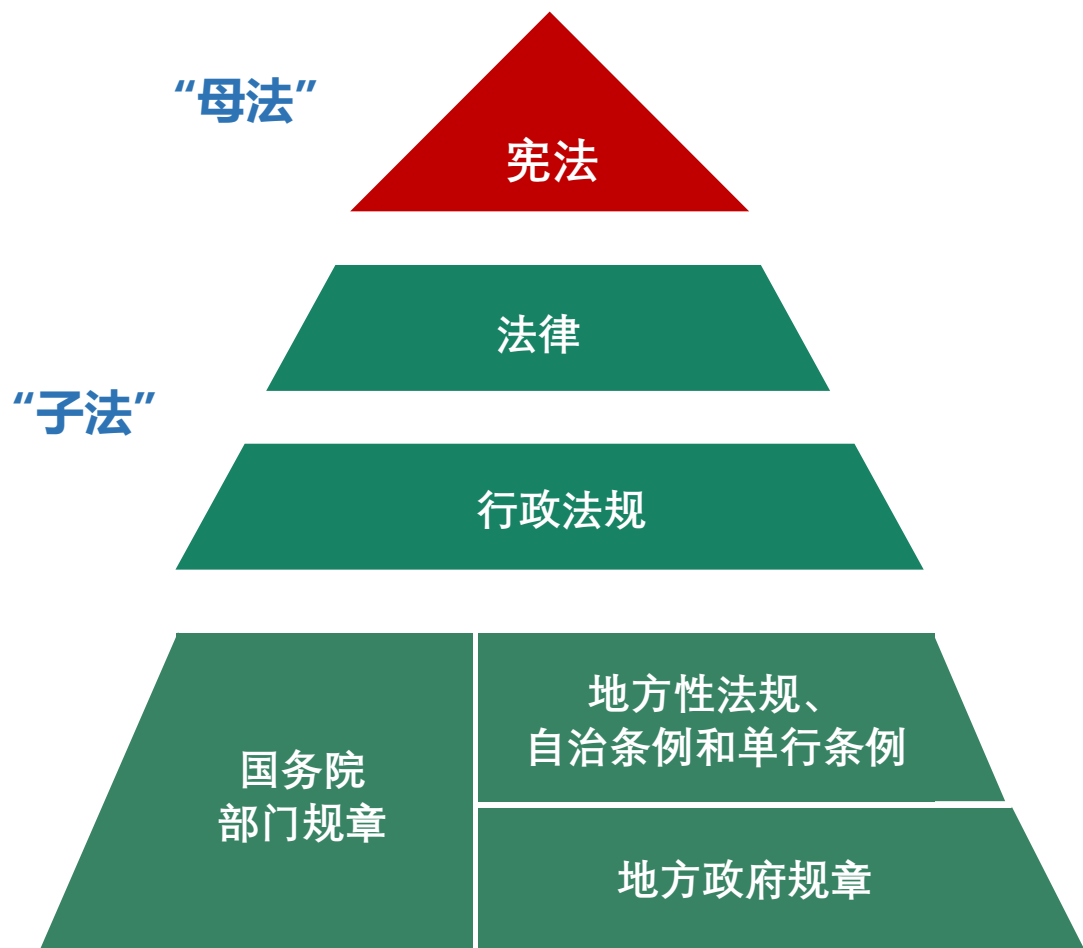 “母法”
宪法
法律
“子法”
行政法规
国务院
部门规章
地方性法规、
自治条例和单行条例
地方政府规章